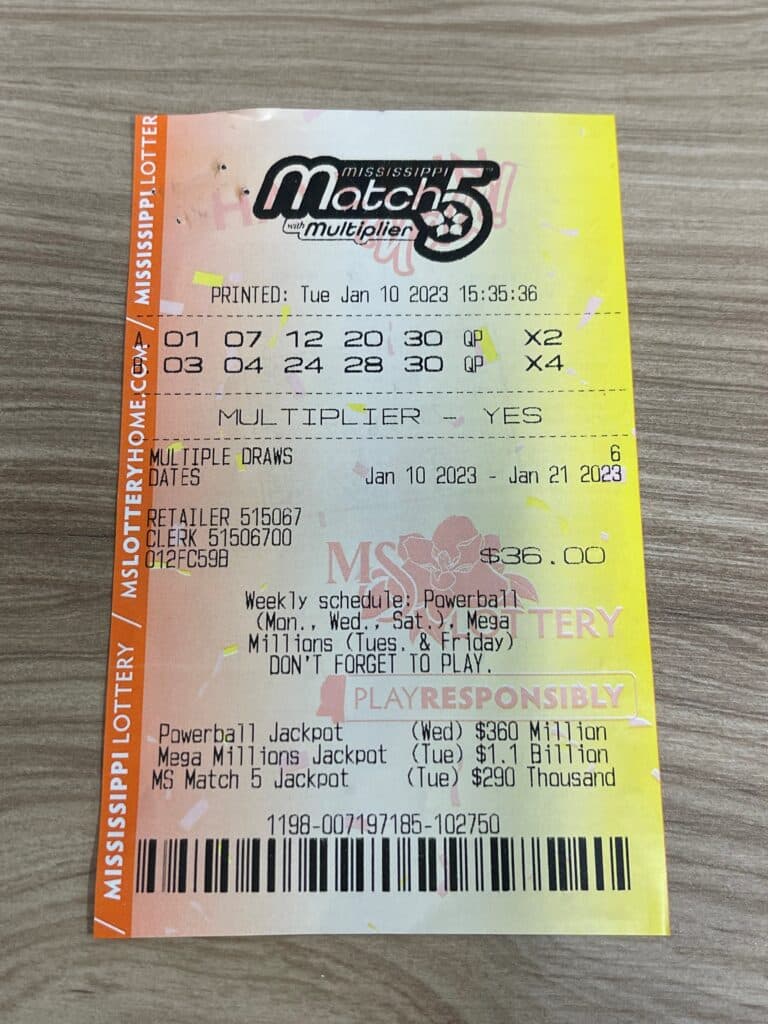 MISSISSIPPI
Match 5
with Multiplier
PRINTED: Tue Jan 10 2023 15:35:36
A 01 07 12 20 30 QP X2
B 03 04 24 28 30 QP X4
MULTIPLIER - YES
MULTIPLE DRAWS 6
DATES Jan 10 2023 - Jan 21 2023
RETAILER 515067
CLERK 51506700
012FC59B
$36.00
MS
LOTTERY
Weekly schedule: Powerball
(Mon., Wed., Sat.), Mega
Millions (Tues. & Friday)
DON'T FORGET TO PLAY.
PLAY RESPONSIBLY
Powerball Jackpot (Wed) $360 Million
Mega Millions Jackpot (Tue) $1.1 Billion
MS Match 5 Jackpot (Tue) $290 Thousand
1198-007197185-102750
/ MISSISSIPPI LOTTERY / MSLOTTERYHOME.COM / MISSISSIPPI LOTTER